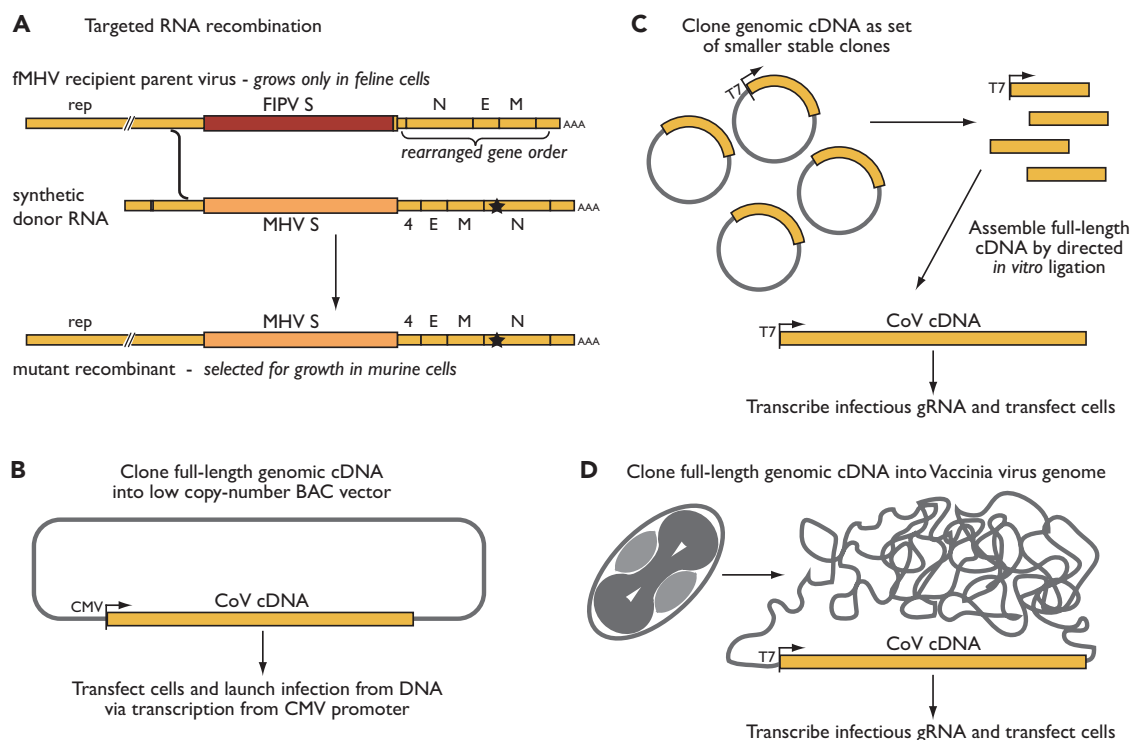 A Targeted RNA recombination
fMHV recipient parent virus - grows only in feline cells
rep FIPV S N E M
AAA
rearranged gene order
synthetic
donor RNA
AAA
MHV S 4 E M N
rep MHV S 4 E M N
AAA
mutant recombinant - selected for growth in murine cells
B
Clone full-length genomic cDNA
into low copy-number BAC vector
CMV CoV cDNA
Transfect cells and launch infection from DNA
via transcription from CMV promoter
C Clone genomic cDNA as set
of smaller stable clones
T7
T7
Assemble full-length
cDNA by directed
in vitro ligation
CoV cDNA
T7
Transcribe infectious gRNA and transfect cells
D Clone full-length genomic cDNA into Vaccinia virus genome
CoV cDNA
T7
Transcribe infectious gRNA and transfect cells